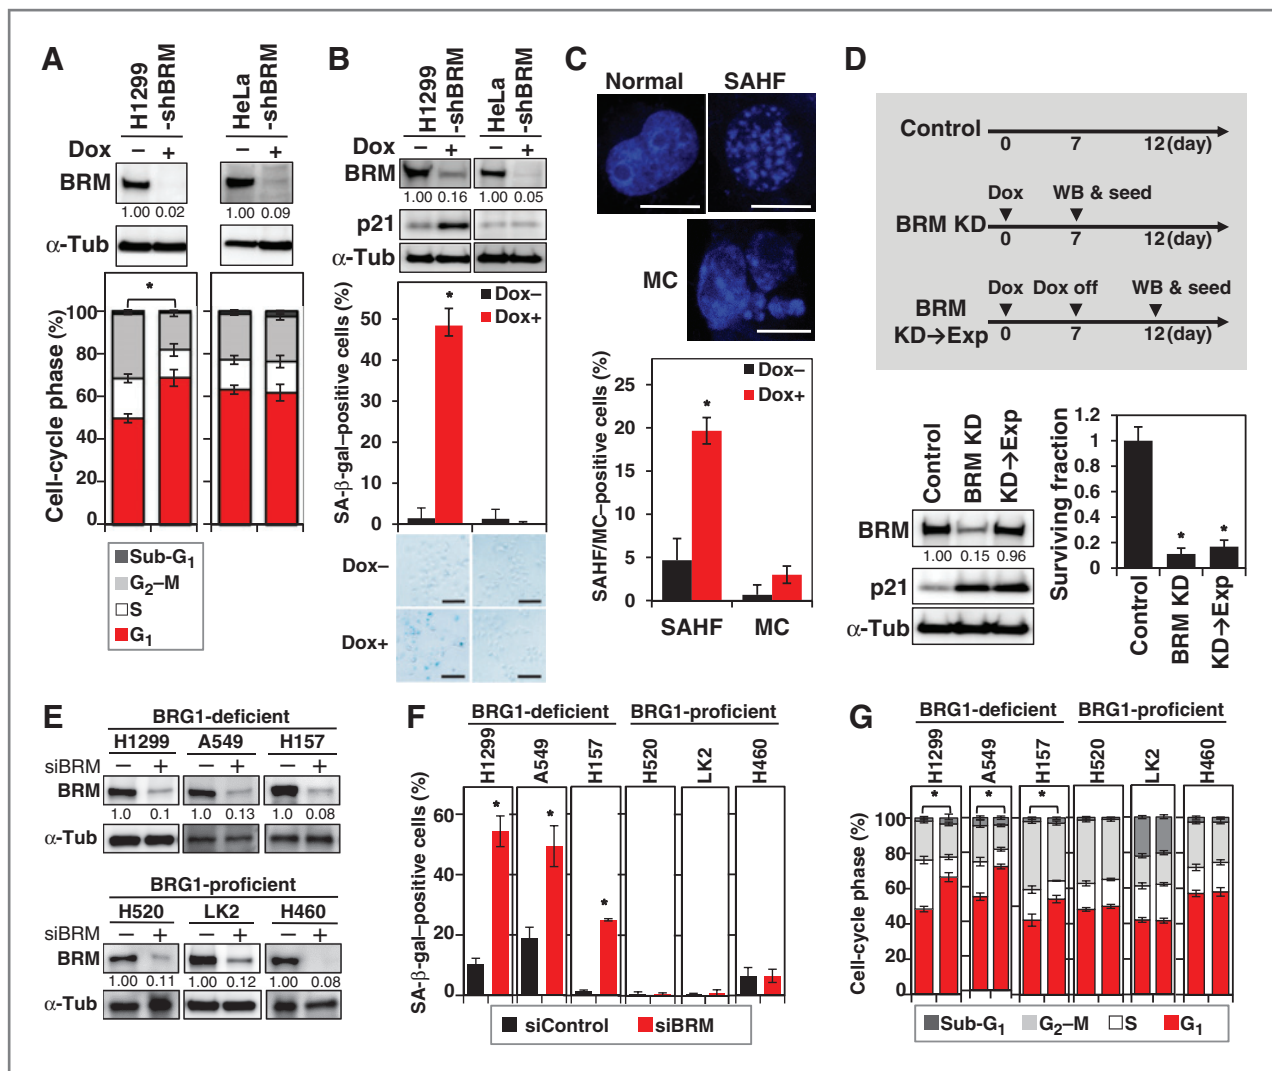 A
H1299
-shBRM
HeLa
-shBRM
Dox − + − +
BRM
1.00 0.02 1.00 0.09
α-Tub
Cell-cycle phase (%)
100
80
60
40
20
0
*
Sub-G1
G2–M
S
G1
B
H1299
-shBRM
HeLa
-shBRM
Dox − + − +
BRM
1.00 0.16 1.00 0.05
p21
α-Tub
SA-β-gal–positive cells (%)
50
40
30
20
10
0
*
Dox−
Dox+
Dox−
Dox+
C
Normal SAHF
MC
SAHF/MC–positive cells (%)
25
20
15
10
5
0
*
Dox−
Dox+
SAHF MC
D
Control
0 7 12 (day)
Dox WB & seed
BRM KD
0 7 12 (day)
Dox Dox off WB & seed
BRM
KD→Exp
0 7 12 (day)
Control
BRM KD
KD→Exp
BRM
1.00 0.15 0.96
p21
α-Tub
Surviving fraction
1.2
1
0.8
0.6
0.4
0.2
0
* *
Control
BRM KD
KD→Exp
E
BRG1-deficient
H1299 A549 H157
siBRM − + − + − +
BRM
1.0 0.1 1.0 0.13 1.0 0.08
α-Tub
BRG1-proficient
H520 LK2 H460
siBRM − + − + − +
BRM
1.00 0.11 1.00 0.12 1.00 0.08
α-Tub
F
BRG1-deficient BRG1-proficient
H1299
A549
H157
H520
LK2
H460
SA-β-gal–positive cells (%)
60
40
20
0
* * *
siControl siBRM
G
BRG1-deficient BRG1-proficient
H1299
A549
H157
H520
LK2
H460
Cell-cycle phase (%)
100
80
60
40
20
0
* * *
Sub-G1 G2–M S G1